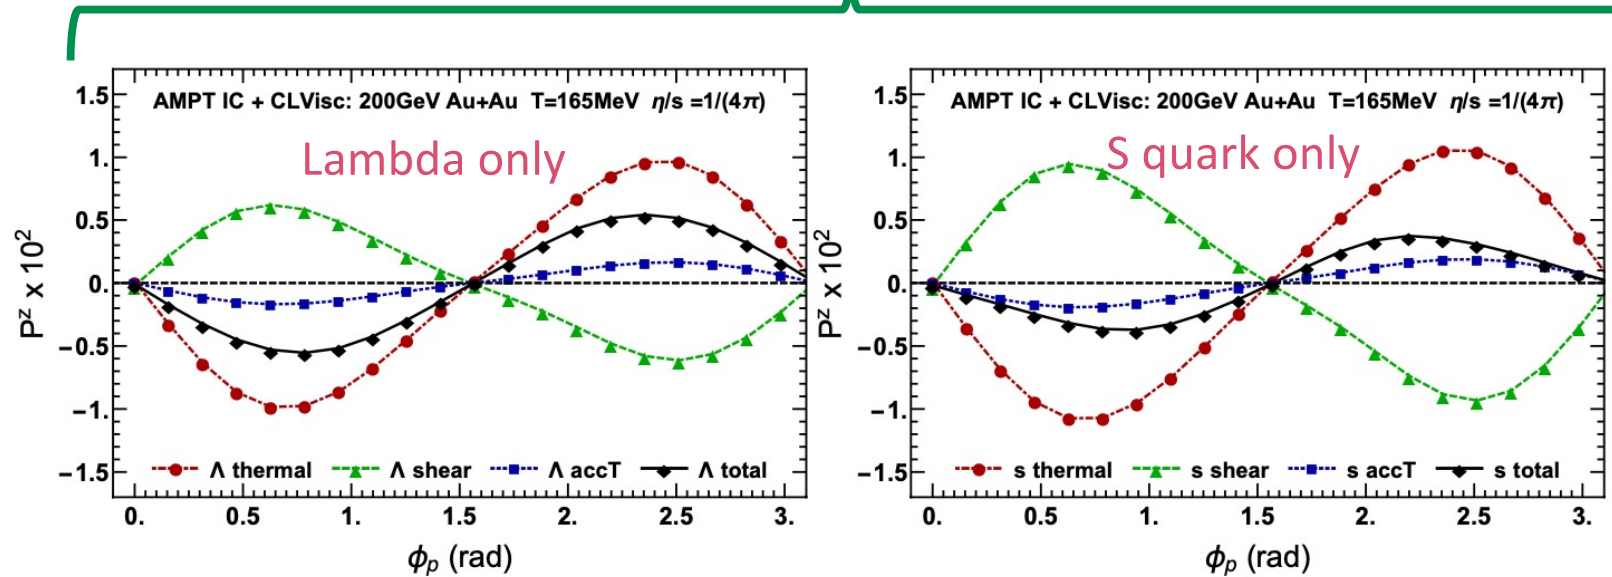 AMPT IC + CLVisc: 200GeV Au+Au T=165MeV η/s =1/(4π)
Lambda only
P^z x 10^2
1.5
1.
0.5
0.
−0.5
−1.
−1.5
Λ thermal Λ shear Λ accT Λ total
0. 0.5 1. 1.5 2. 2.5 3.
ϕ_p (rad)
AMPT IC + CLVisc: 200GeV Au+Au T=165MeV η/s =1/(4π)
S quark only
P^z x 10^2
1.5
1.
0.5
0.
−0.5
−1.
−1.5
s thermal s shear s accT s total
0. 0.5 1. 1.5 2. 2.5 3.
ϕ_p (rad)